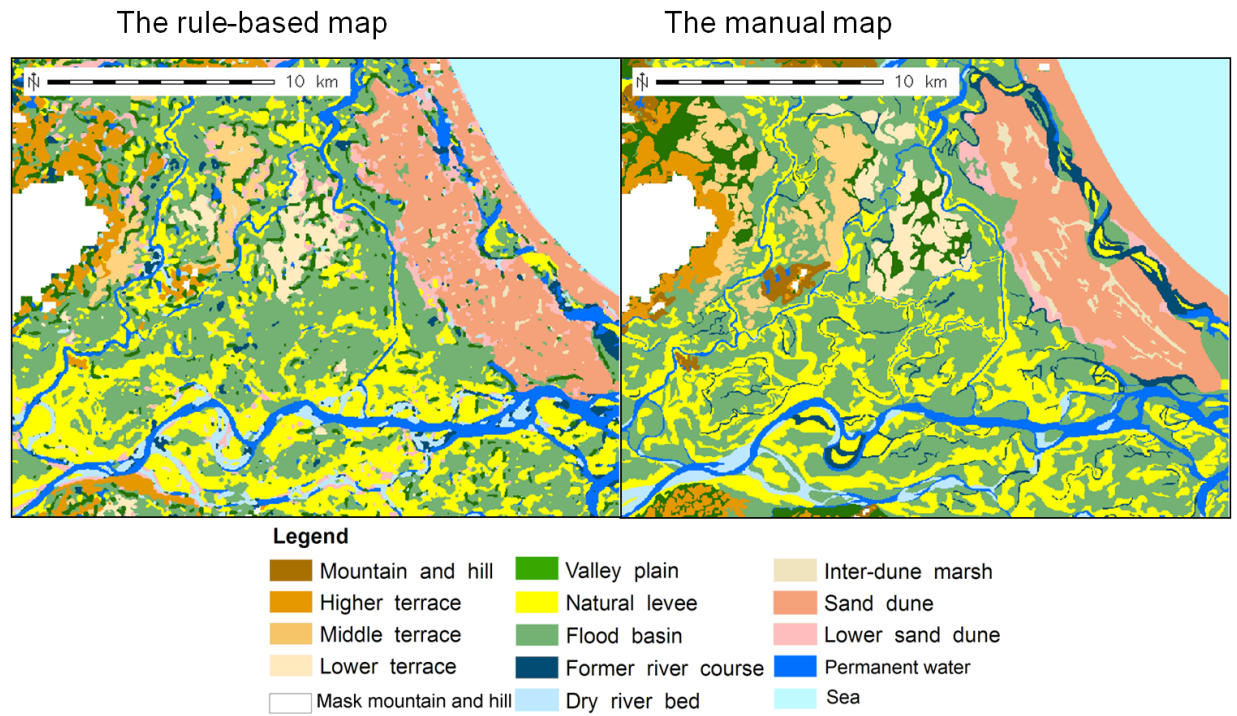 The rule-based map
The manual map
N 10 km
N 10 km
Legend
Mountain and hill
Higher terrace
Middle terrace
Lower terrace
Mask mountain and hill
Valley plain
Natural levee
Flood basin
Former river course
Dry river bed
Inter-dune marsh
Sand dune
Lower sand dune
Permanent water
Sea